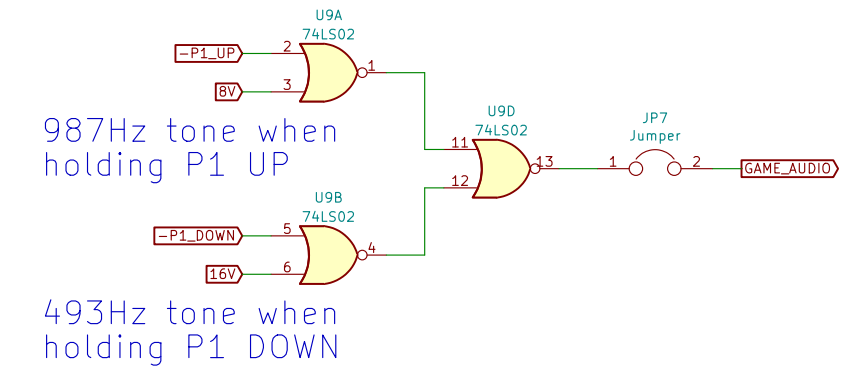 U9A
74LS02
-P1_UP 2
1
8V 3
987Hz tone when
holding P1 UP
U9D
74LS02
11
12
13
JP7
Jumper
1 2 GAME_AUDIO
U9B
74LS02
-P1_DOWN 5
4
16V 6
493Hz tone when
holding P1 DOWN